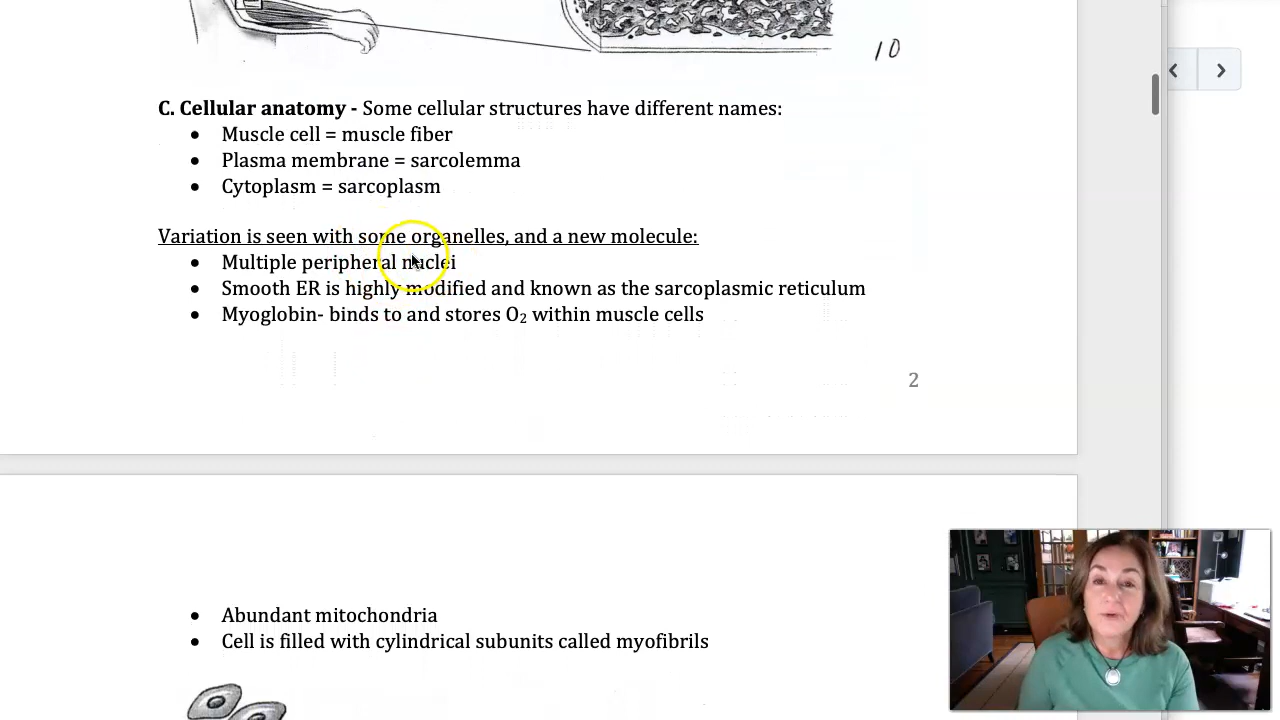 10
C. Cellular anatomy - Some cellular structures have different names:
• Muscle cell = muscle fiber
• Plasma membrane = sarcolemma
• Cytoplasm = sarcoplasm
Variation is seen with some organelles, and a new molecule:
• Multiple peripheral nuclei
• Smooth ER is highly modified and known as the sarcoplasmic reticulum
• Myoglobin- binds to and stores O₂ within muscle cells
2
• Abundant mitochondria
• Cell is filled with cylindrical subunits called myofibrils